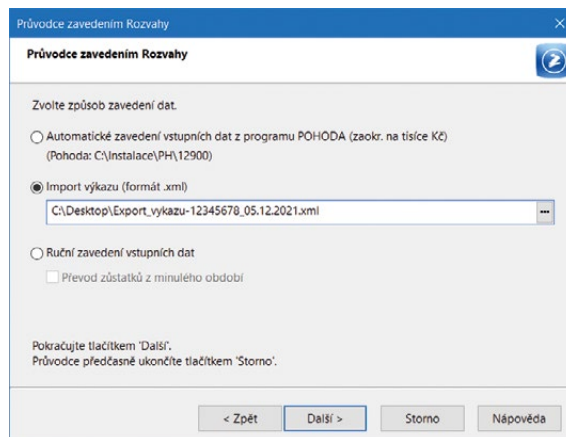 Průvodce zavedením Rozvahy
Průvodce zavedením Rozvahy
Zvolte způsob zavedení dat.
Automatické zavedení vstupních dat z programu POHODA (zaokr. na tisíce Kč)
(Pohoda: C:\Instalace\PH\12900)
Import výkazu (formát .xml)
C:\Desktop\Export_vykazu-12345678_05.12.2021.xml
...
Ruční zavedení vstupních dat
Převod zůstatků z minulého období
Pokračujte tlačítkem 'Další'.
Průvodce předčasně ukončíte tlačítkem 'Storno'.
< Zpět Další > Storno Nápověda